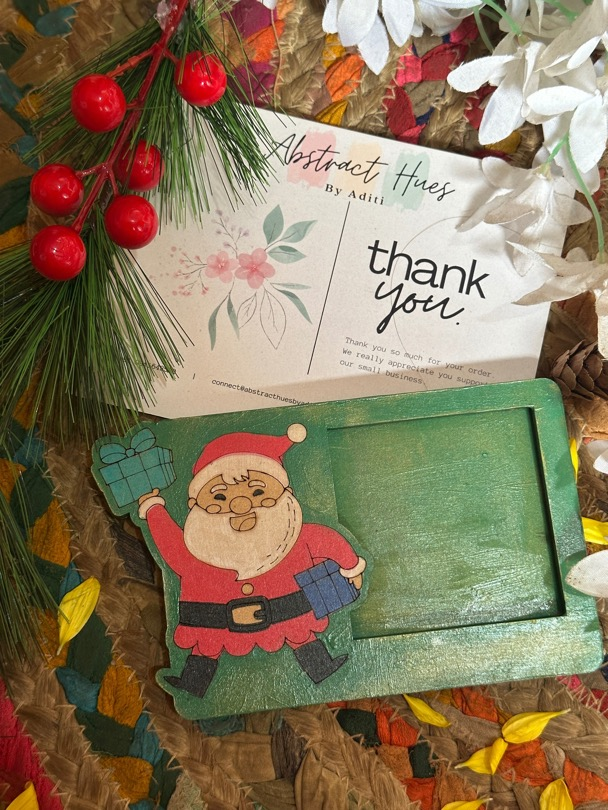 Abstract Hues
By Aditi
thank
you.
Thank you so much for your order.
We really appreciate you
our small business.